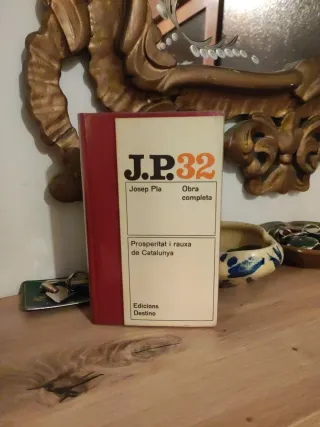 J.P.32
Josep Pla Obra
completa
Prosperitat i rauxa
de Catalunya
Edicions
Destino